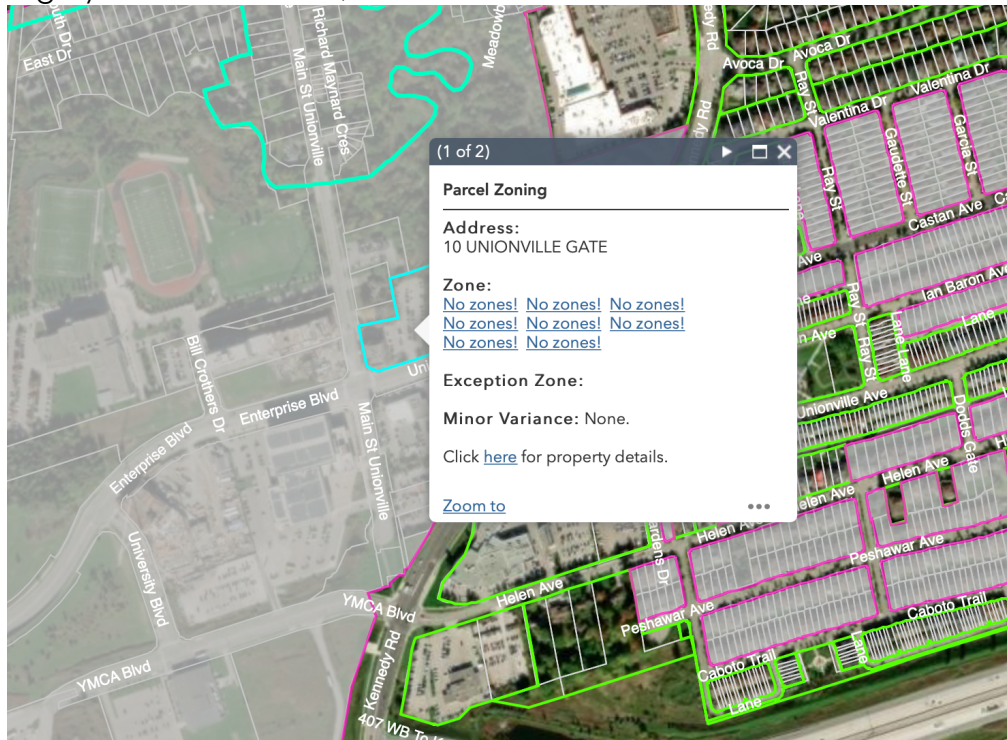 East Dr
Main St Unionville
Richard Maynard Cres
Avoca Dr
Avoca Dr
Ray St
Valentina Dr
Valentina Dr
Gaudette St
Garcia St
Ray St
Castan Ave
(1 of 2)
Parcel Zoning
Address:
10 UNIONVILLE GATE
Zone:
No zones! No zones! No zones!
No zones! No zones! No zones!
No zones! No zones!
Exception Zone:
Minor Variance: None.
Click here for property details.
Zoom to
Ave
Ian Baron Ave
Ray St
Lane
Lane
Ray St
Unionville Ave
Dodds Gate
Bill Crothers Dr
Enterprise Blvd
Enterprise Blvd
Main St Unionville
Helen Ave
Helen Ave
Peshawar Ave
University Blvd
YMCA Blvd
Helen Ave
Peshawar Ave
Caboto Trail
Lane
YMCA Blvd
Kennedy Rd
Caboto Trail
Lane
407 WB To